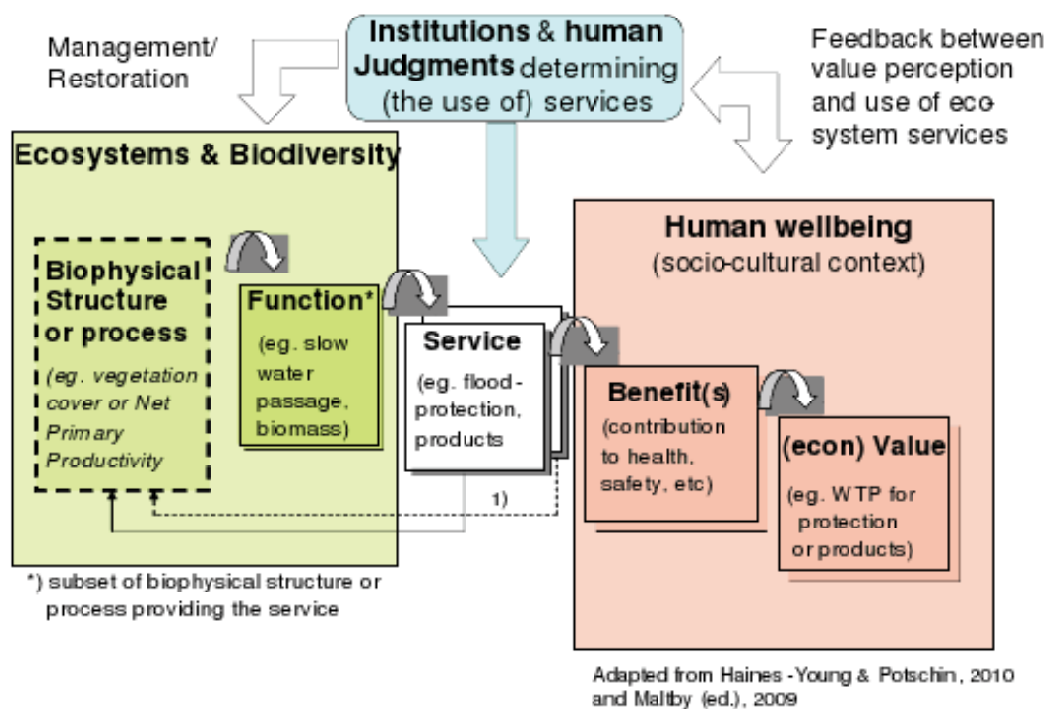 Management/
Restoration
Institutions & human
Judgments determining
(the use of) services
Feedback between
value perception
and use of eco-
system services
Ecosystems & Biodiversity
Biophysical
Structure
or process
(eg. vegetation
cover or Net
Primary
Productivity
Function*
(eg. slow
water
passage,
biomass)
Service
(eg. flood-
protection,
products
1)
Human wellbeing
(socio-cultural context)
Benefit(s)
(contribution
to health,
safety, etc)
(econ) Value
(eg. WTP for
protection
or products)
*) subset of biophysical structure or
process providing the service
Adapted from Haines-Young & Potschin, 2010
and Maltby (ed.), 2009